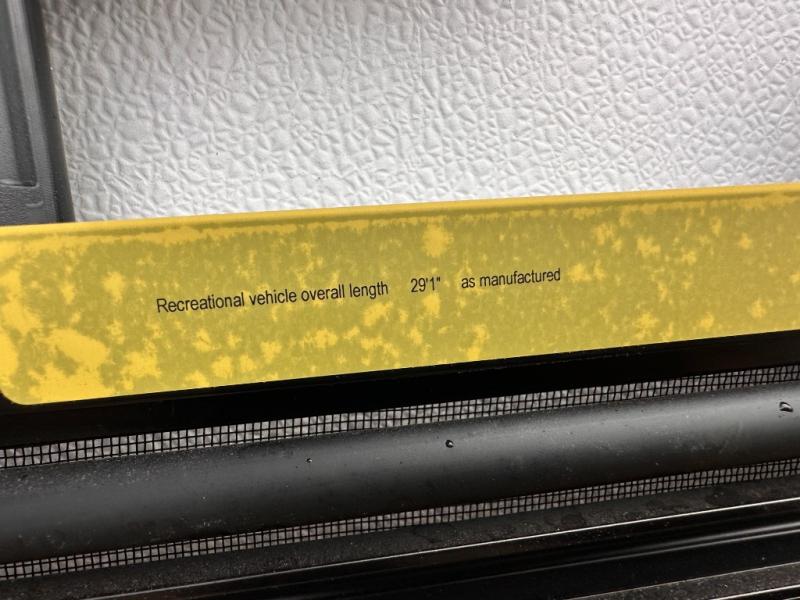 Recreational vehicle overall length 29'1" as manufactured